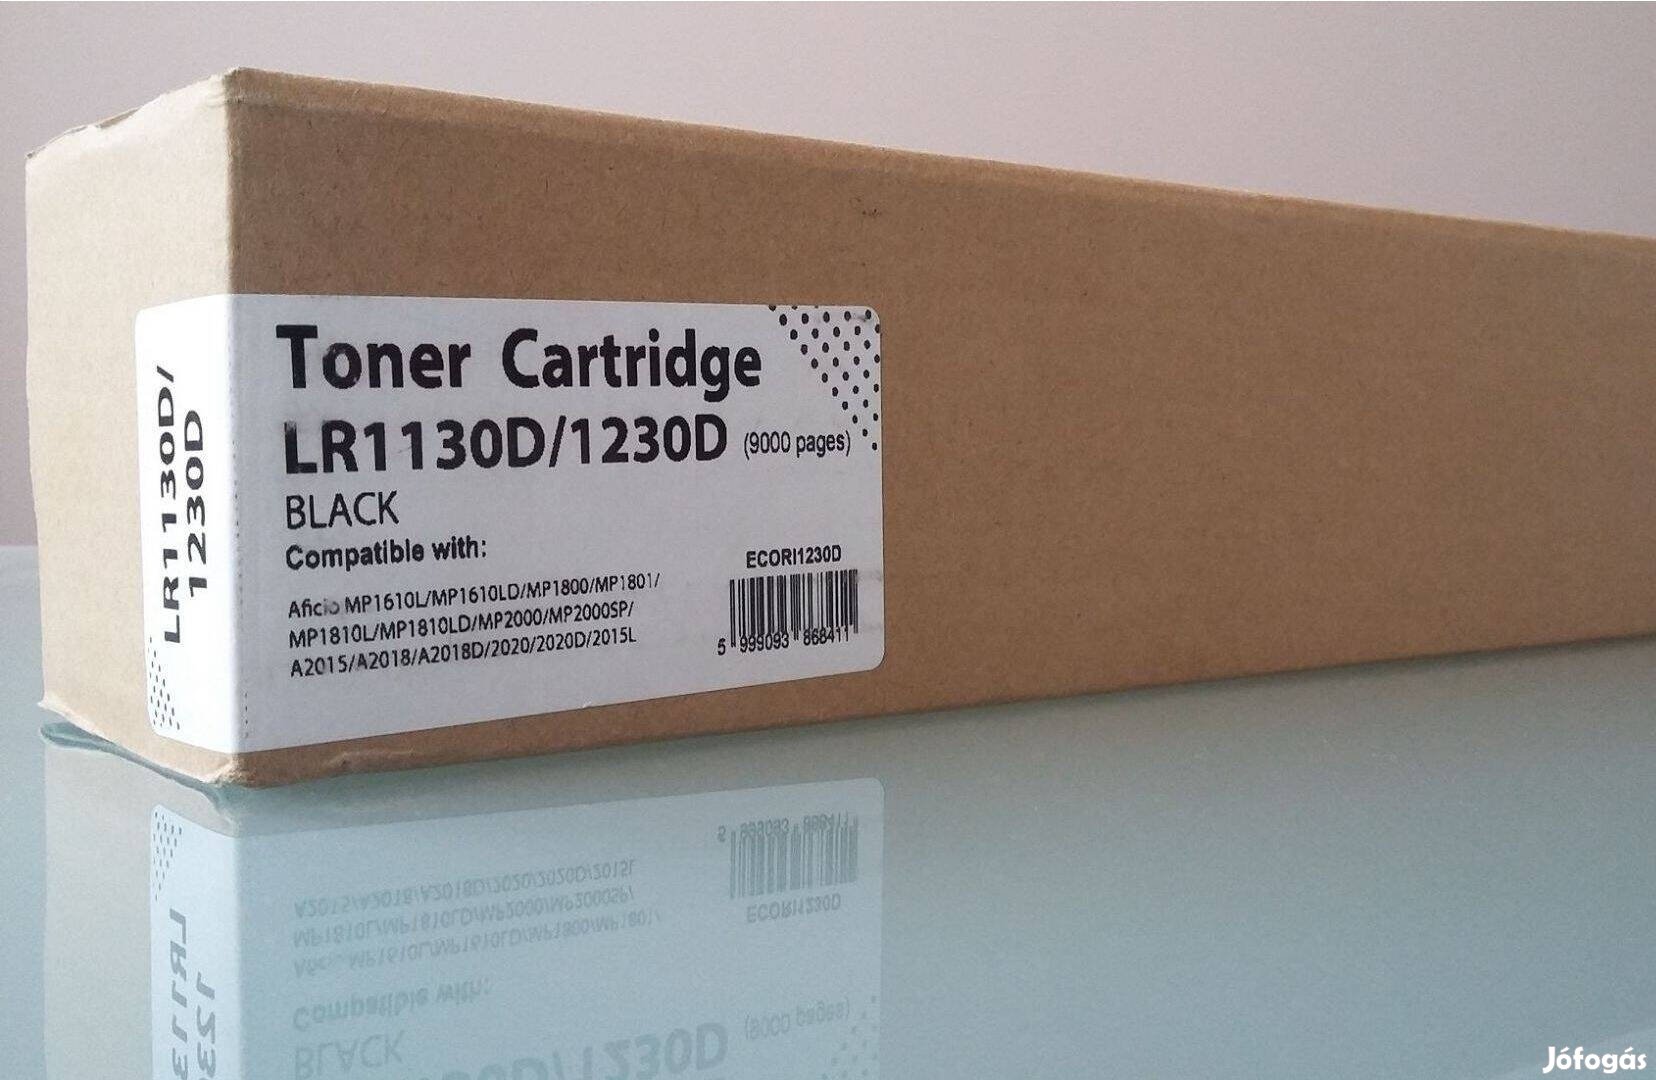 LR1130D/
1230D
Toner Cartridge
LR1130D/1230D (9000 pages)
BLACK
Compatible with:
Aficio MP1610L/MP1610LD/MP1800/MP1801/
MP1810L/MP1810LD/MP2000/MP2000SP/
A2015/A2018/A2018D/2020/2020D/2015L
ECORI1230D
5 999093 868411
Jófogás